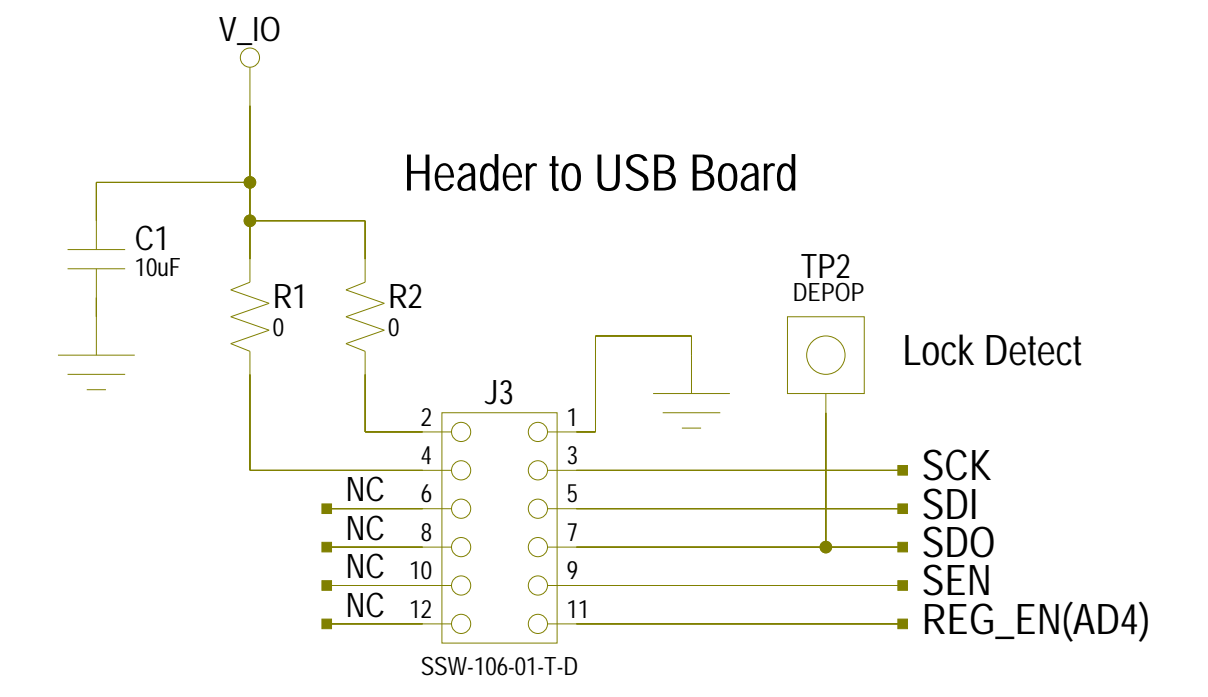 V_IO
Header to USB Board
C1
10uF
R1
0
R2
0
TP2
DEPOP
Lock Detect
J3
2 1
4 3 SCK
NC 6 5 SDI
NC 8 7 SDO
NC 10 9 SEN
NC 12 11 REG_EN(AD4)
SSW-106-01-T-D